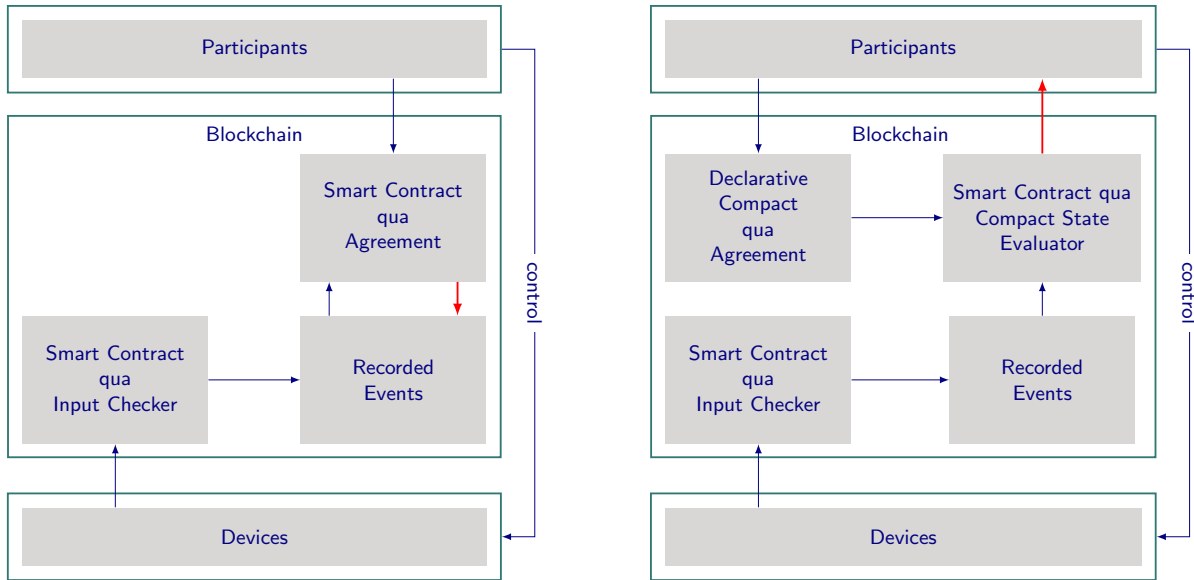 Participants
Blockchain
Smart Contract
qua
Agreement
Smart Contract
qua
Input Checker
Recorded
Events
Devices
control
Participants
Blockchain
Declarative
Compact
qua
Agreement
Smart Contract qua
Compact State
Evaluator
Smart Contract
qua
Input Checker
Recorded
Events
Devices
control